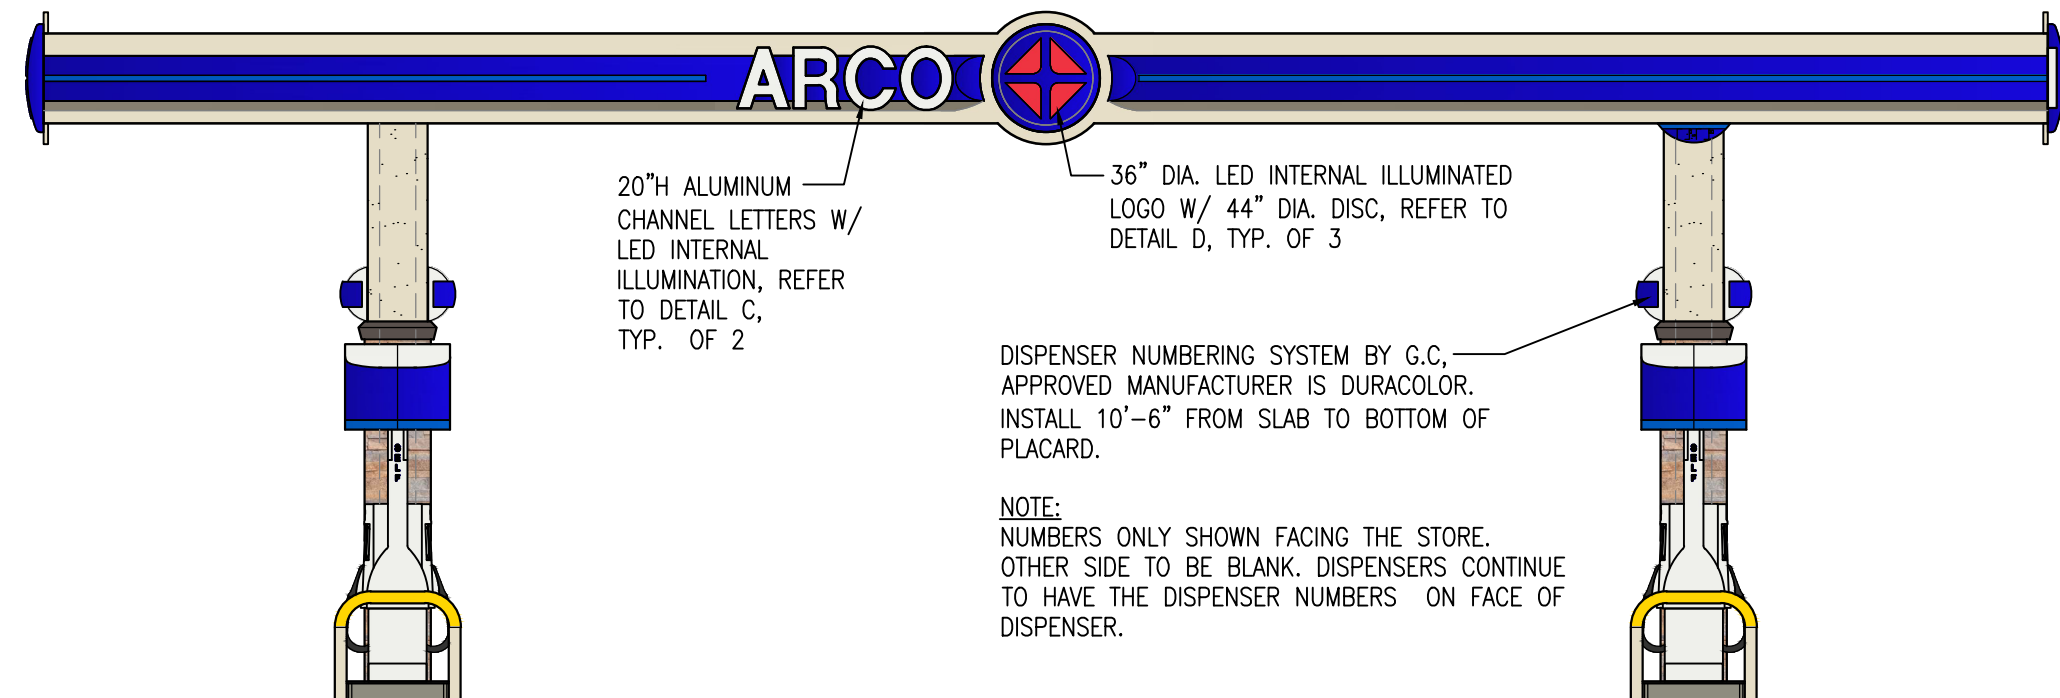 ARCO
20"H ALUMINUM
CHANNEL LETTERS W/
LED INTERNAL
ILLUMINATION, REFER
TO DETAIL C,
TYP. OF 2
36" DIA. LED INTERNAL ILLUMINATED
LOGO W/ 44" DIA. DISC, REFER TO
DETAIL D, TYP. OF 3
DISPENSER NUMBERING SYSTEM BY G.C,
APPROVED MANUFACTURER IS DURACOLOR.
INSTALL 10'-6" FROM SLAB TO BOTTOM OF
PLACARD.
NOTE:
NUMBERS ONLY SHOWN FACING THE STORE.
OTHER SIDE TO BE BLANK. DISPENSERS CONTINUE
TO HAVE THE DISPENSER NUMBERS ON FACE OF
DISPENSER.
SELF
SELF